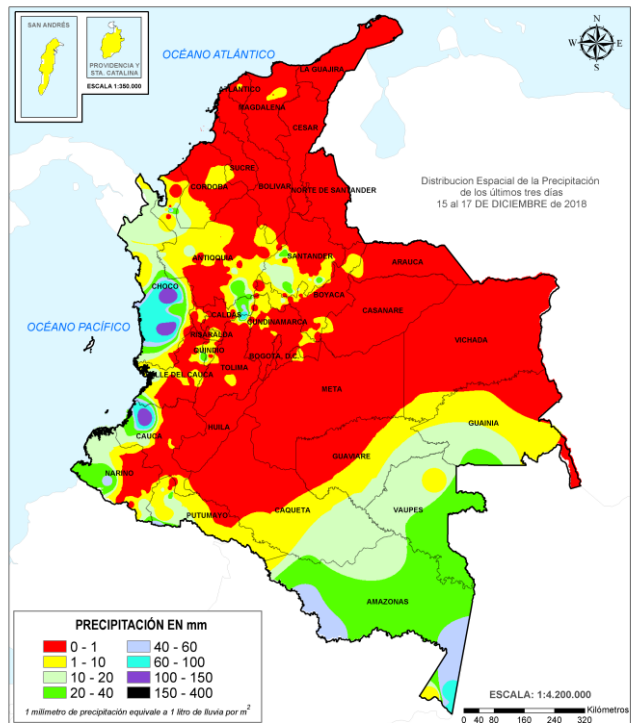 SAN ANDRÉS
PROVIDENCIA Y
STA. CATALINA
ESCALA 1:350.000
OCÉANO ATLÁNTICO
N
W
E
S
LA GUAJIRA
ATLANTICO
MAGDALENA
CESAR
SUCRE
CORDOBA
BOLIVAR
NORTE DE SANTANDER
Distribucion Espacial de la Precipitación
de los últimos tres días
15 al 17 DE DICIEMBRE de 2018
ANTIOQUIA
SANTANDER
ARAUCA
CHOCO
BOYACA
CASANARE
OCÉANO PACÍFICO
CALDAS
CUNDINAMARCA
RISARALDA
VICHADA
QUINDIO
BOGOTA, D.C.
VALLE DEL CAUCA
TOLIMA
META
CAUCA
HUILA
GUAINIA
GUAVIARE
NARIÑO
PUTUMAYO
CAQUETA
VAUPES
AMAZONAS
PRECIPITACIÓN EN mm
0 - 1
40 - 60
1 - 10
60 - 100
10 - 20
100 - 150
20 - 40
150 - 400
1 milímetro de precipitación equivale a 1 litro de lluvia por m²
ESCALA: 1:4.200.000
Kilómetros
0 40 80 160 240 320